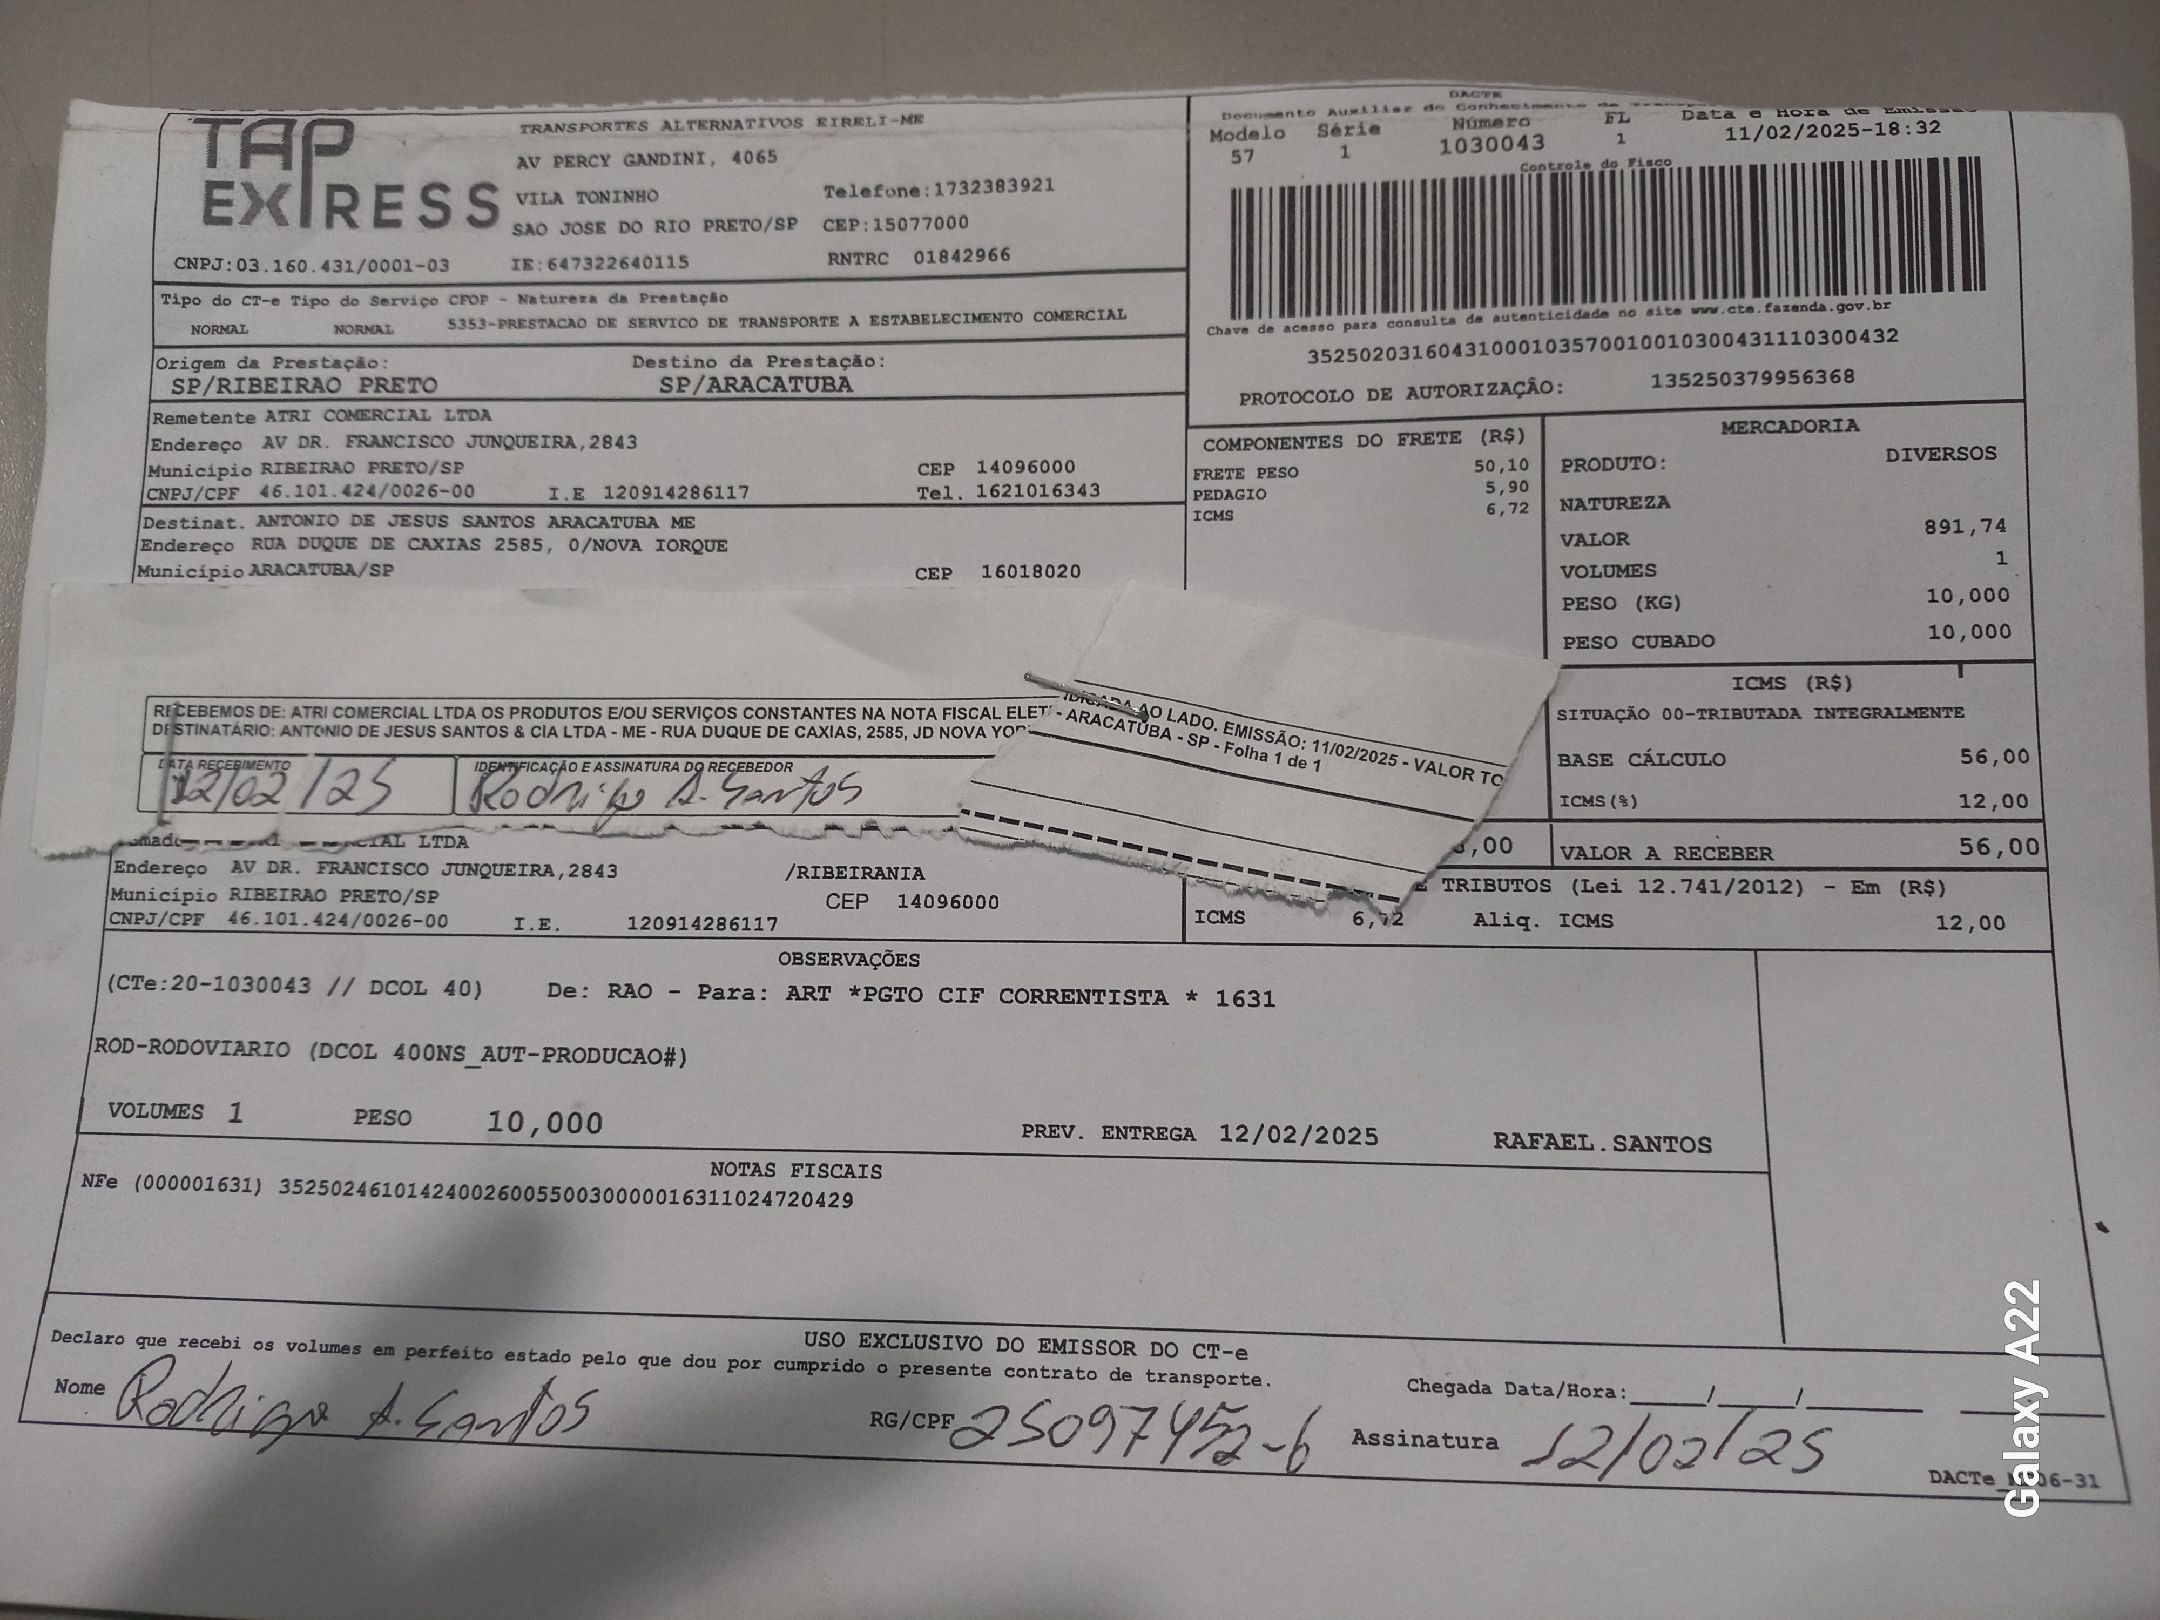 TAP EXPRESS
TRANSPORTES ALTERNATIVOS EIRELI-ME
AV PERCY GANDINI, 4065
VILA TONINHO Telefone:1732383921
SAO JOSE DO RIO PRETO/SP CEP:15077000
CNPJ:03.160.431/0001-03 IE:647322640115 RNTRC 01842966
DACTE
Documento Auxiliar do Conhecimento de
Modelo Série Número FL Data e Hora de Emissão
57 1 1030043 1 11/02/2025-18:32
Controle do Fisco
Chave de acesso para consulta de autenticidade no site www.cte.fazenda.gov.br
35250203160431000103570010010300431110300432
PROTOCOLO DE AUTORIZAÇÃO: 135250379956368
Tipo do CT-e Tipo do Serviço CFOP - Natureza da Prestação
NORMAL NORMAL 5353-PRESTACAO DE SERVICO DE TRANSPORTE A ESTABELECIMENTO COMERCIAL
Origem da Prestação: Destino da Prestação:
SP/RIBEIRAO PRETO SP/ARACATUBA
Remetente ATRI COMERCIAL LTDA
Endereço AV DR. FRANCISCO JUNQUEIRA,2843
Município RIBEIRAO PRETO/SP CEP 14096000
CNPJ/CPF 46.101.424/0026-00 I.E 120914286117 Tel. 1621016343
Destinat. ANTONIO DE JESUS SANTOS ARACATUBA ME
Endereço RUA DUQUE DE CAXIAS 2585, 0/NOVA IORQUE
Município ARACATUBA/SP CEP 16018020
COMPONENTES DO FRETE (R$)
FRETE PESO 50,10
PEDAGIO 5,90
ICMS 6,72
MERCADORIA
PRODUTO: DIVERSOS
NATUREZA
VALOR 891,74
VOLUMES 1
PESO (KG) 10,000
PESO CUBADO 10,000
ICMS (R$)
SITUAÇÃO 00-TRIBUTADA INTEGRALMENTE
BASE CÁLCULO 56,00
ICMS(%) 12,00
VALOR A RECEBER 56,00
RECEBEMOS DE: ATRI COMERCIAL LTDA OS PRODUTOS E/OU SERVIÇOS CONSTANTES NA NOTA FISCAL ELET
DESTINATÁRIO: ANTONIO DE JESUS SANTOS & CIA LTDA - ME - RUA DUQUE DE CAXIAS, 2585, JD NOVA YOR
AO LADO. EMISSÃO: 11/02/2025 - VALOR TO
- ARACATUBA - SP - Folha 1 de 1
DATA RECEBIMENTO IDENTIFICAÇÃO E ASSINATURA DO RECEBEDOR
12/02/25 Rodrigo A. Santos
LTDA
Endereço AV DR. FRANCISCO JUNQUEIRA,2843 /RIBEIRANIA
Município RIBEIRAO PRETO/SP CEP 14096000
CNPJ/CPF 46.101.424/0026-00 I.E. 120914286117
TRIBUTOS (Lei 12.741/2012) - Em (R$)
ICMS 6,72 Aliq. ICMS 12,00
OBSERVAÇÕES
(CTe:20-1030043 // DCOL 40) De: RAO - Para: ART *PGTO CIF CORRENTISTA * 1631
ROD-RODOVIARIO (DCOL 400NS_AUT-PRODUCAO#)
VOLUMES 1 PESO 10,000 PREV. ENTREGA 12/02/2025 RAFAEL.SANTOS
NOTAS FISCAIS
NFe (000001631) 35250246101424002600550030000016311024720429
USO EXCLUSIVO DO EMISSOR DO CT-e
Declaro que recebi os volumes em perfeito estado pelo que dou por cumprido o presente contrato de transporte.
Chegada Data/Hora:____/____/____
Nome Rodrigo A. Santos RG/CPF 25097452-6 Assinatura 12/02/25
Galaxy A22